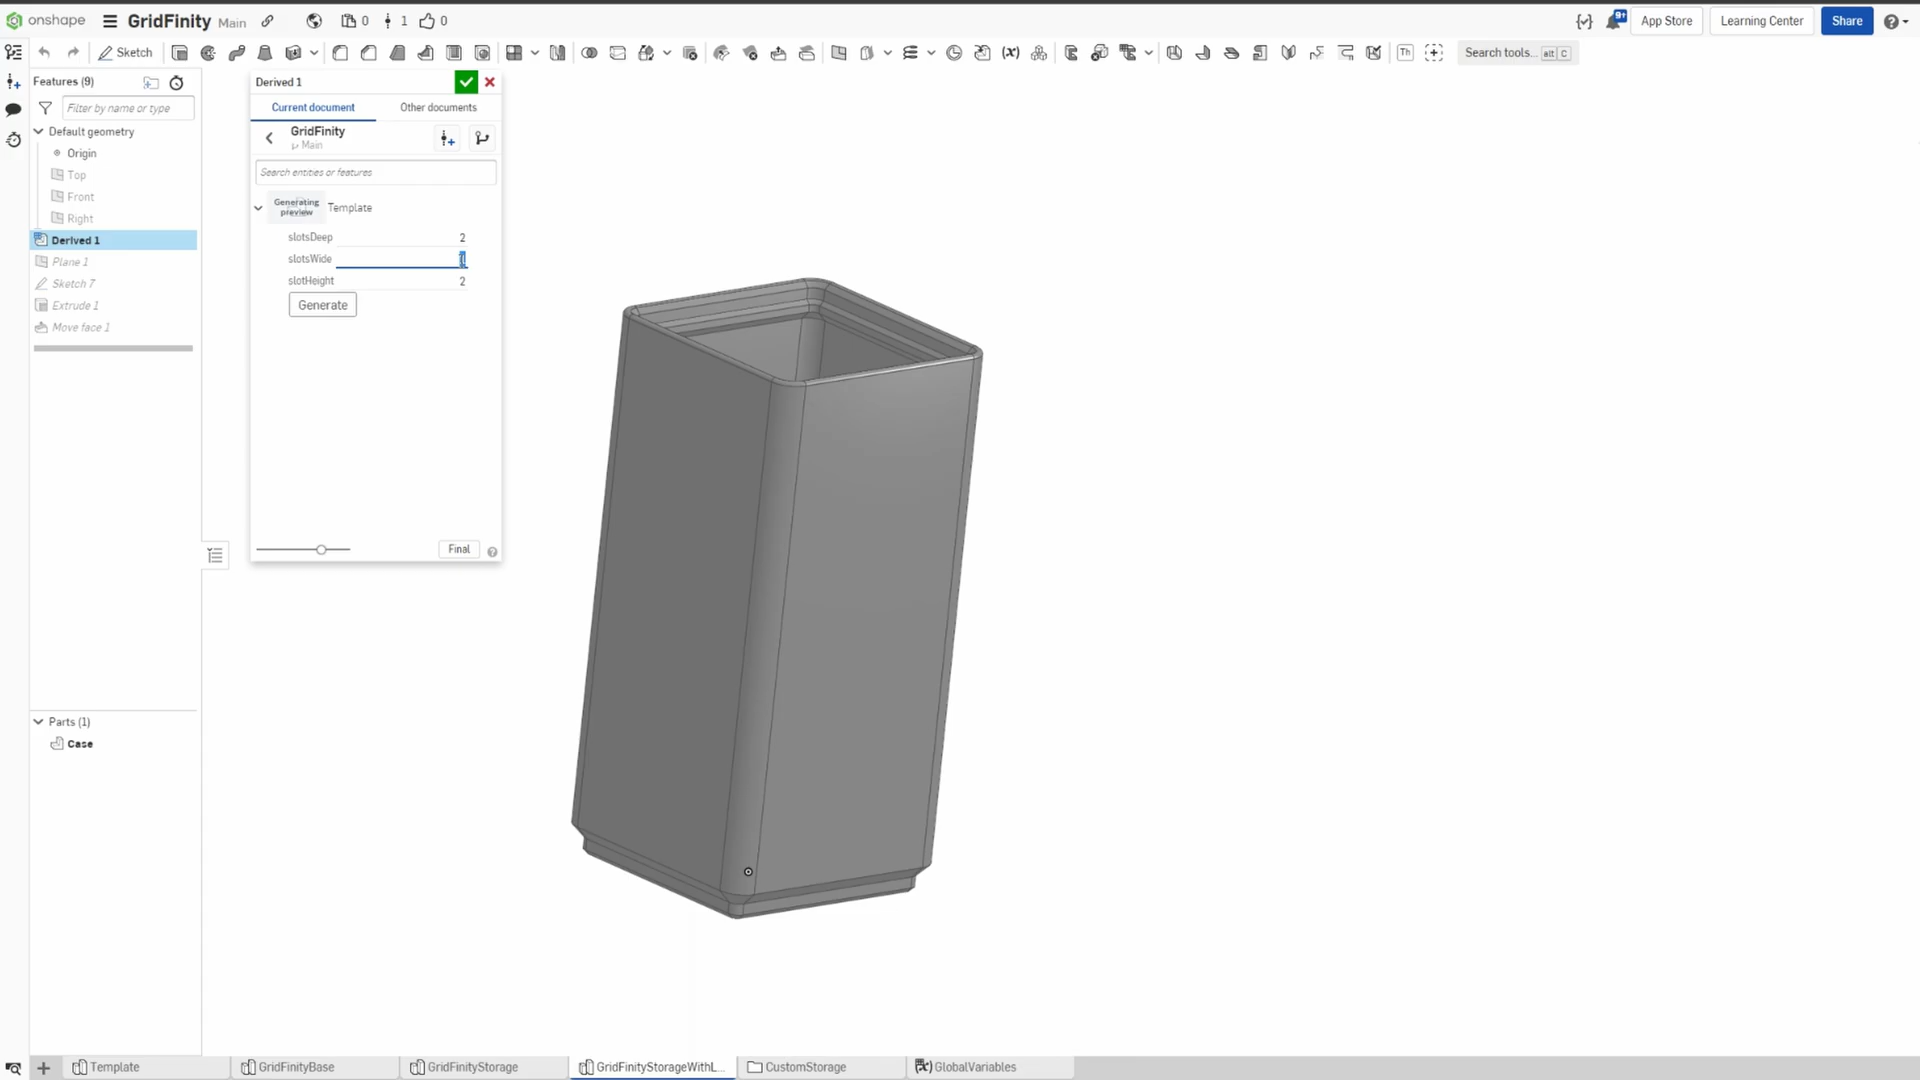 onshape GridFinity Main 0 1 0 9+ App Store Learning Center Share
Sketch (x) Th Search tools... alt C
Features (9)
Filter by name or type
Default geometry
Origin
Top
Front
Right
Derived 1
Plane 1
Sketch 7
Extrude 1
Move face 1
Derived 1
Current document Other documents
GridFinity
Main
Search entities or features
Generating preview Template
slotsDeep 2
slotsWide
slotHeight 2
Generate
Final
Parts (1)
Case
Template GridFinityBase GridFinityStorage GridFinityStorageWithL... CustomStorage GlobalVariables